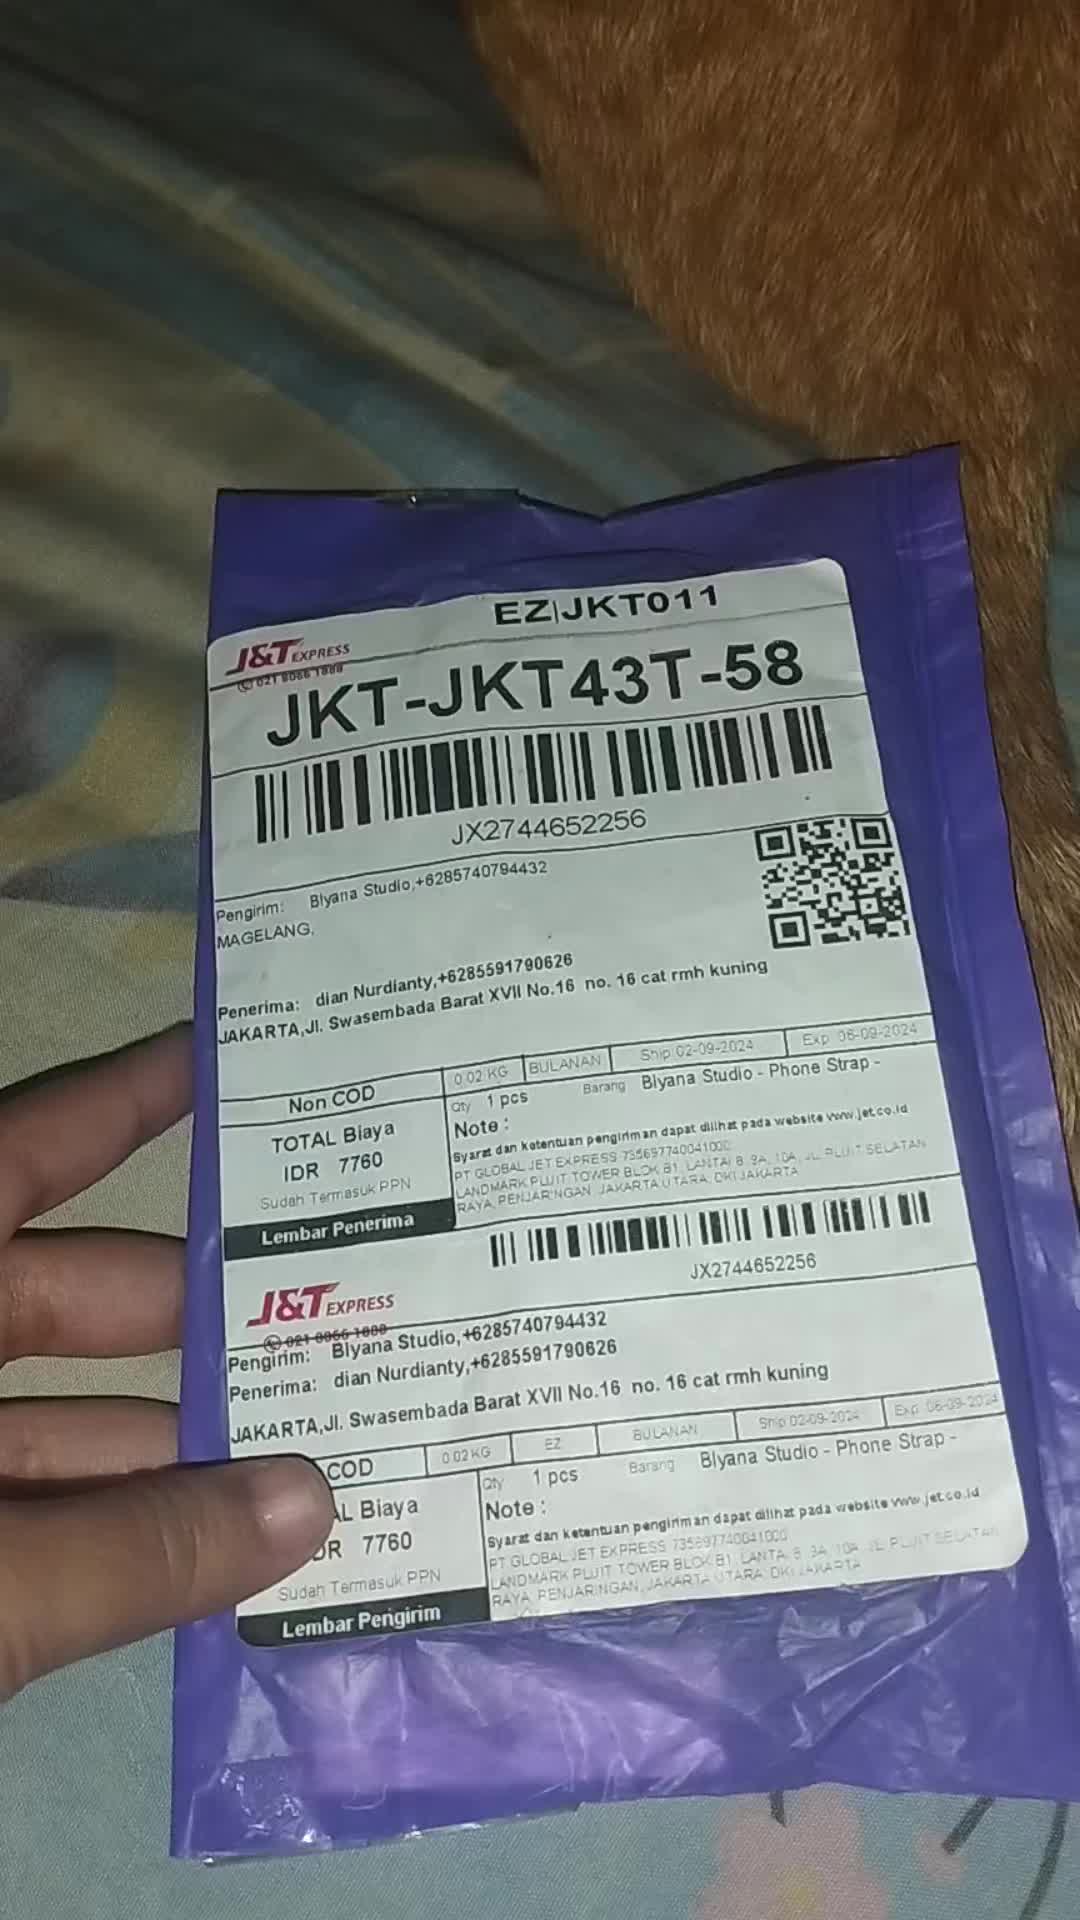 EZ|JKT011
J&T EXPRESS
021 8066 1888
JKT-JKT43T-58
JX2744652256
Pengirim: Blyana Studio,+6285740794432
MAGELANG,
Penerima: dian Nurdianty,+6285591790626
JAKARTA,Jl. Swasembada Barat XVII No.16 no. 16 cat rmh kuning
Non COD 0.02 KG BULANAN Ship 02-09-2024 Exp 06-09-2024
Qty 1 pcs Barang Blyana Studio - Phone Strap -
TOTAL Biaya
IDR 7760
Sudah Termasuk PPN
Note :
Syarat dan ketentuan pengiriman dapat dilihat pada website www.jet.co.id
PT GLOBAL JET EXPRESS 735697740041000
LANDMARK PLUIT TOWER BLOK B1, LANTAI 8, 9A, 10A, JL. PLUIT SELATAN
RAYA, PENJARINGAN, JAKARTA UTARA, DKI JAKARTA
Lembar Penerima
JX2744652256
J&T EXPRESS
021 8066 1888
Pengirim: Blyana Studio,+6285740794432
Penerima: dian Nurdianty,+6285591790626
JAKARTA,Jl. Swasembada Barat XVII No.16 no. 16 cat rmh kuning
COD 0.02 KG EZ BULANAN Ship 02-09-2024 Exp 06-09-2024
Qty 1 pcs Barang Blyana Studio - Phone Strap -
AL Biaya
DR 7760
Sudah Termasuk PPN
Note :
Syarat dan ketentuan pengiriman dapat dilihat pada website www.jet.co.id
PT GLOBAL JET EXPRESS 735697740041000
LANDMARK PLUIT TOWER BLOK B1, LANTAI 8, 9A, 10A, JL. PLUIT SELATAN
RAYA, PENJARINGAN, JAKARTA UTARA, DKI JAKARTA
Lembar Pengirim